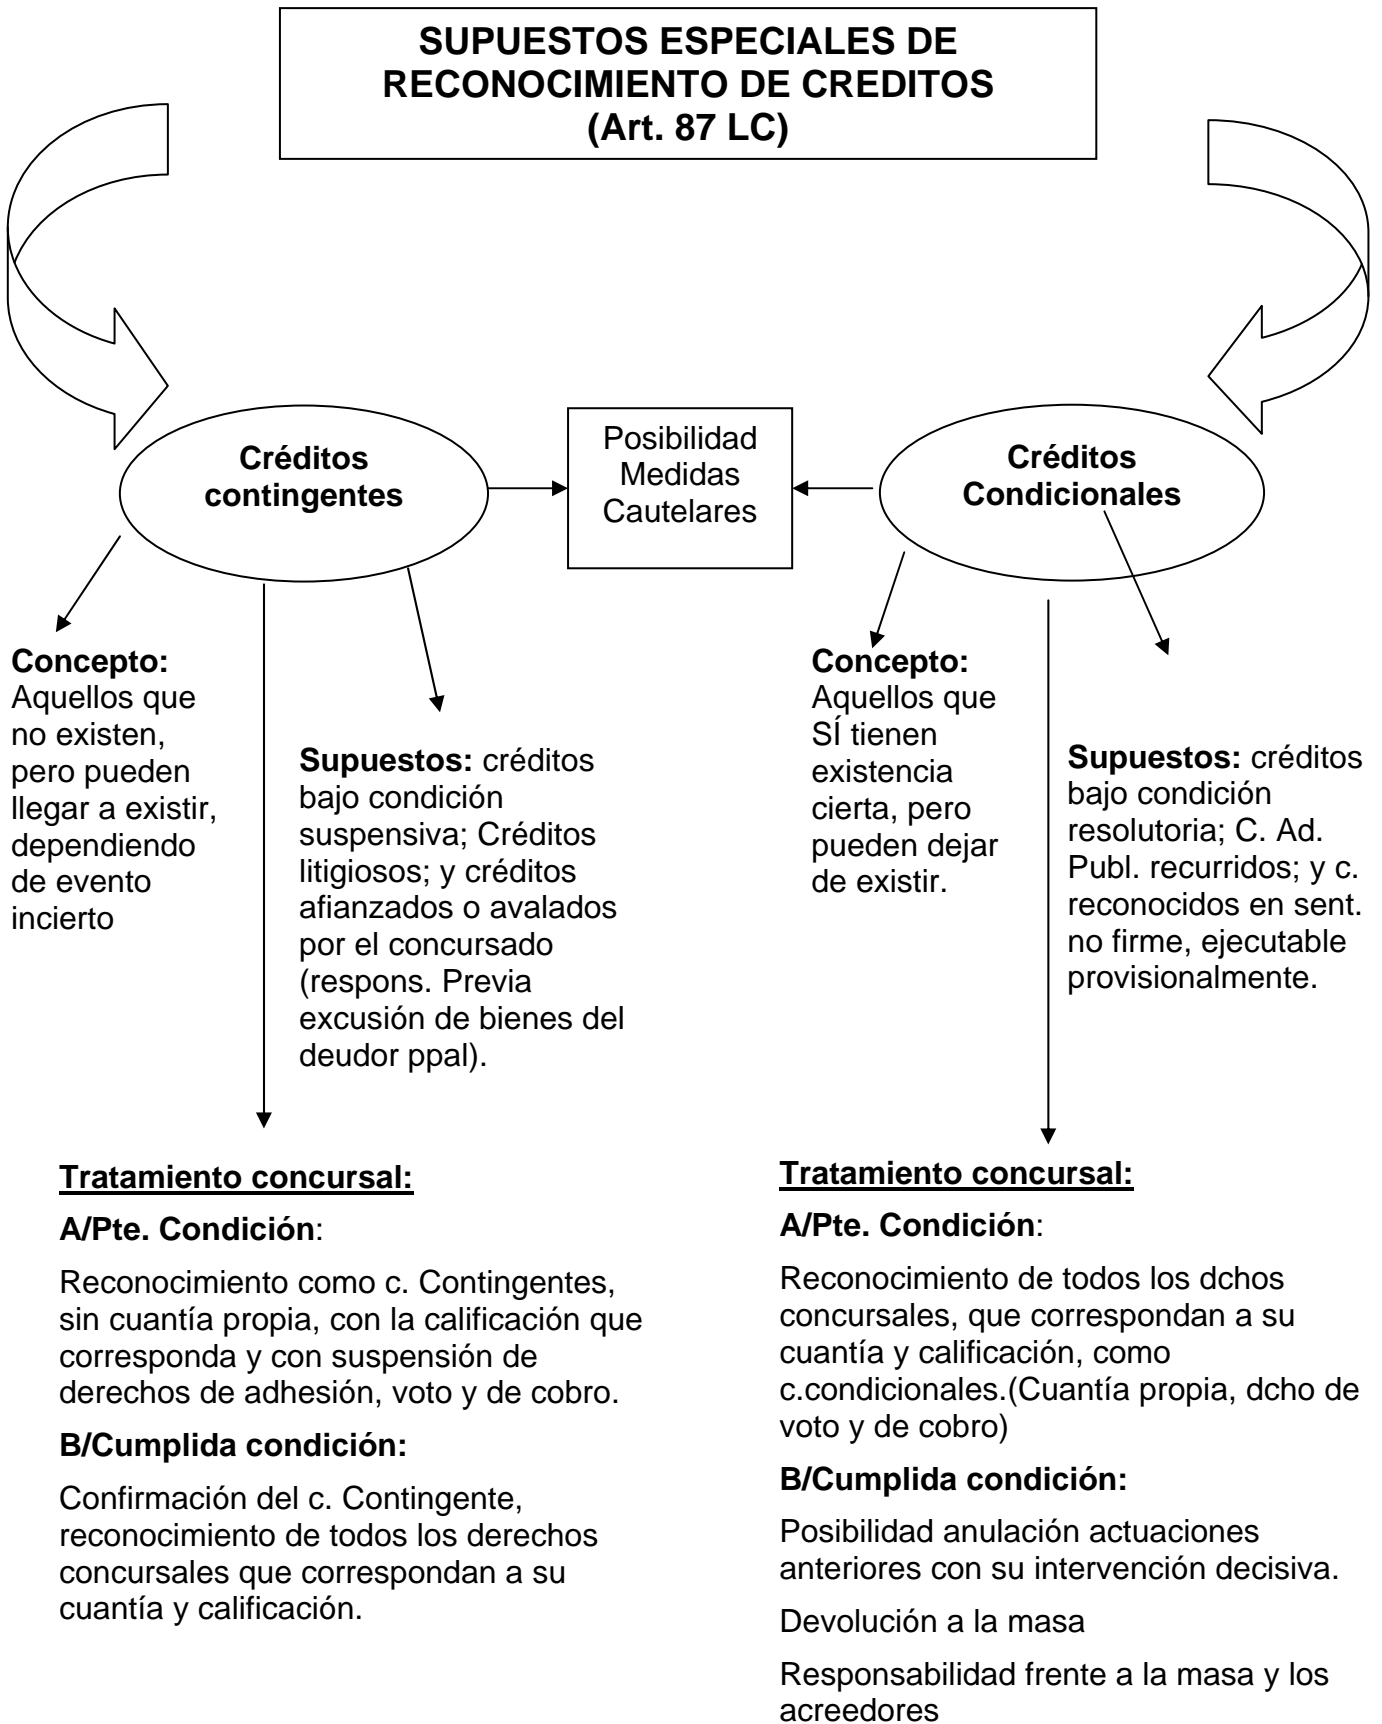 SUPUESTOS ESPECIALES DE
RECONOCIMIENTO DE CREDITOS
(Art. 87 LC)
Créditos
contingentes
Posibilidad
Medidas
Cautelares
Créditos
Condicionales
Concepto:
Aquellos que
no existen,
pero pueden
llegar a existir,
dependiendo
de evento
incierto
Supuestos: créditos
bajo condición
suspensiva; Créditos
litigiosos; y créditos
afianzados o avalados
por el concursado
(respons. Previa
excusión de bienes del
deudor ppal).
Concepto:
Aquellos que
SÍ tienen
existencia
cierta, pero
pueden dejar
de existir.
Supuestos: créditos
bajo condición
resolutoria; C. Ad.
Publ. recurridos; y c.
reconocidos en sent.
no firme, ejecutable
provisionalmente.
Tratamiento concursal:
A/Pte. Condición:
Reconocimiento como c. Contingentes,
sin cuantía propia, con la calificación que
corresponda y con suspensión de
derechos de adhesión, voto y de cobro.
B/Cumplida condición:
Confirmación del c. Contingente,
reconocimiento de todos los derechos
concursales que correspondan a su
cuantía y calificación.
Tratamiento concursal:
A/Pte. Condición:
Reconocimiento de todos los dchos
concursales, que correspondan a su
cuantía y calificación, como
c.condicionales.(Cuantía propia, dcho de
voto y de cobro)
B/Cumplida condición:
Posibilidad anulación actuaciones
anteriores con su intervención decisiva.
Devolución a la masa
Responsabilidad frente a la masa y los
acreedores